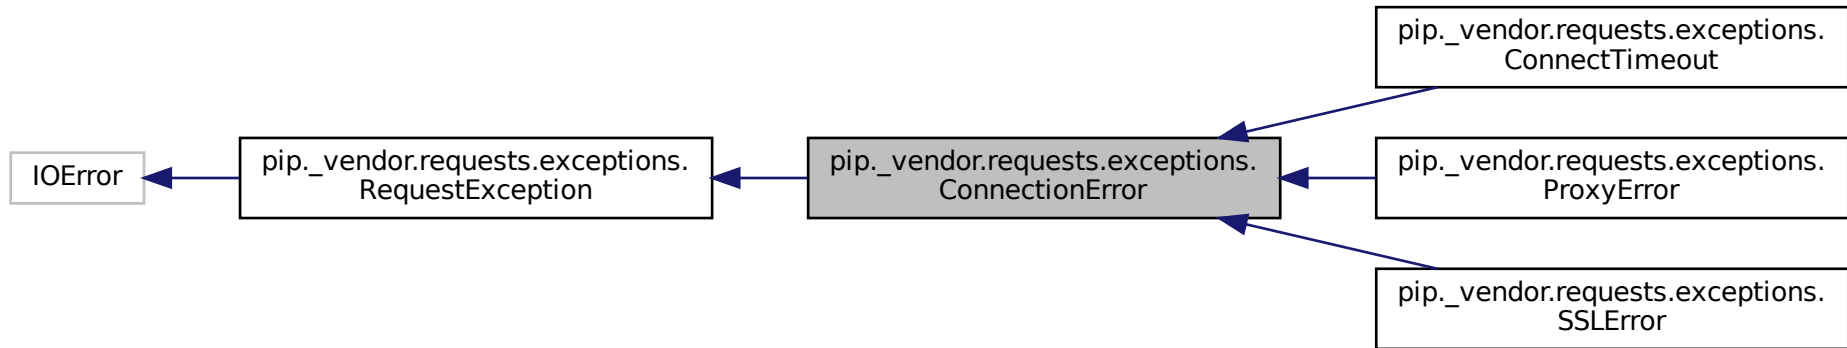 IOError
pip._vendor.requests.exceptions.
RequestException
pip._vendor.requests.exceptions.
ConnectionError
pip._vendor.requests.exceptions.
ConnectTimeout
pip._vendor.requests.exceptions.
ProxyError
pip._vendor.requests.exceptions.
SSLError